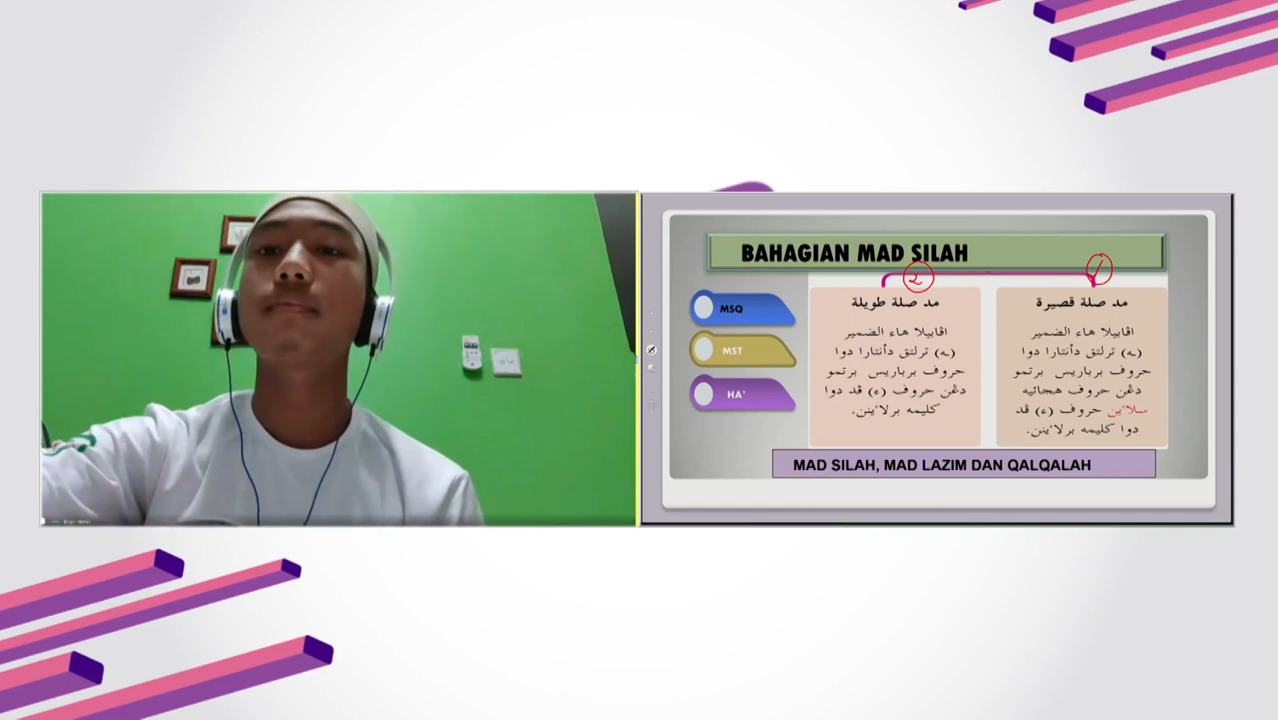 BAHAGIAN MAD SILAH
2
1
MSQ
MST
HA'
مد صلة قصيرة
اڤابيلا هاء الضمير
(ـه) ترلتق دأنتارا دوا
حروف برباريس برتمو
دڠن حروف هجائيه
سلاءين حروف (ء) ڤد
دوا كليمه برلاءينن.
مد صلة طويلة
اڤابيلا هاء الضمير
(ـه) ترلتق دأنتارا دوا
حروف برباريس برتمو
دڠن حروف (ء) ڤد دوا
كليمه برلاءينن.
MAD SILAH, MAD LAZIM DAN QALQALAH